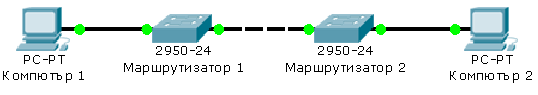 PC-PT
Компютър 1
2950-24
Маршрутизатор 1
2950-24
Маршрутизатор 2
PC-PT
Компютър 2